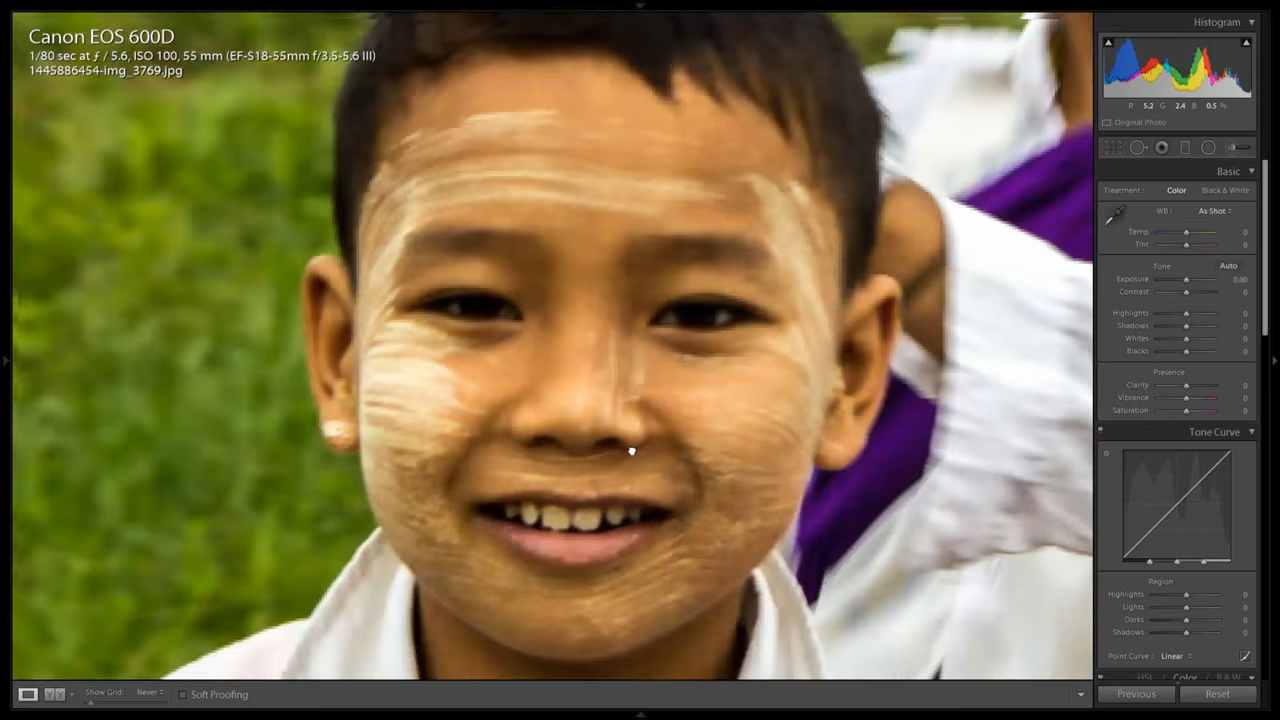 Canon EOS 600D
1/80 sec at ƒ / 5.6, ISO 100, 55 mm (EF-S18-55mm f/3.5-5.6 III)
1445886454-img_3769.jpg
Histogram
R 5.2 G 2.4 B 0.5 %
Original Photo
Basic
Treatment : Color Black & White
WB : As Shot
Temp 0
Tint 0
Tone Auto
Exposure 0.00
Contrast 0
Highlights 0
Shadows 0
Whites 0
Blacks 0
Presence
Clarity 0
Vibrance 0
Saturation 0
Tone Curve
Region
Highlights 0
Lights 0
Darks 0
Shadows 0
Point Curve : Linear
HSL / Color / B & W
Previous Reset
Y Y Show Grid: Never Soft Proofing